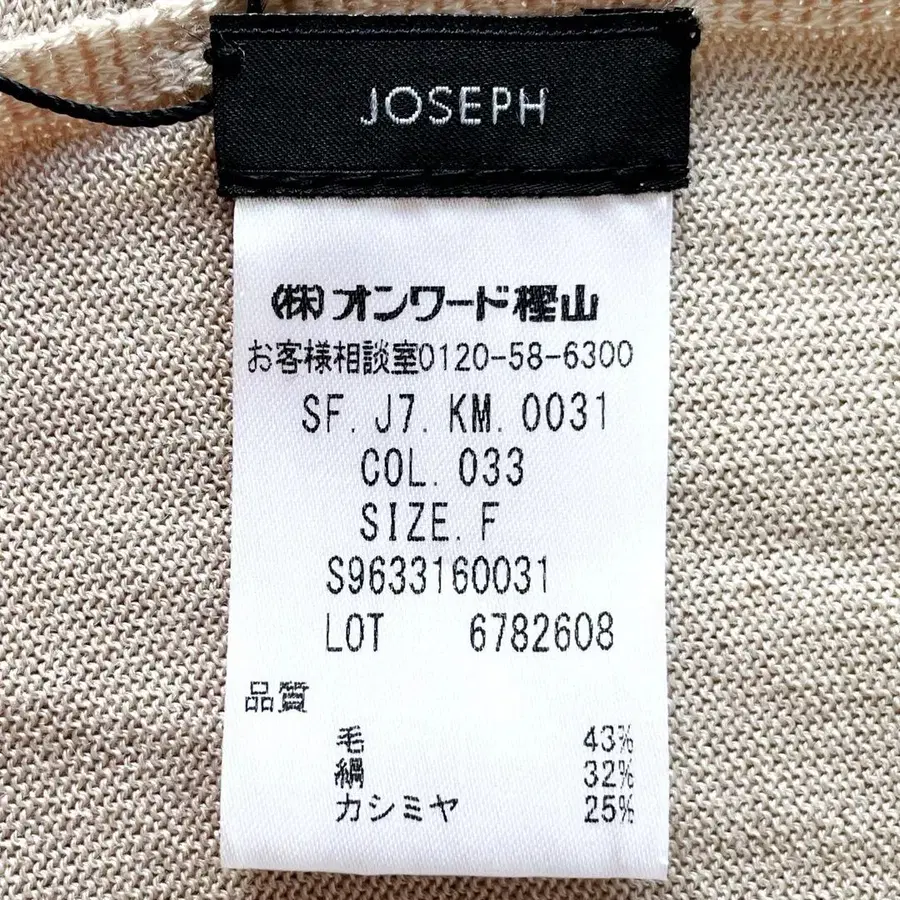 JOSEPH
(株)オンワード樫山
お客様相談室0120-58-6300
SF. J7. KM. 0031
COL. 033
SIZE. F
S9633160031
LOT 6782608
品質
毛 43%
絹 32%
カシミヤ 25%